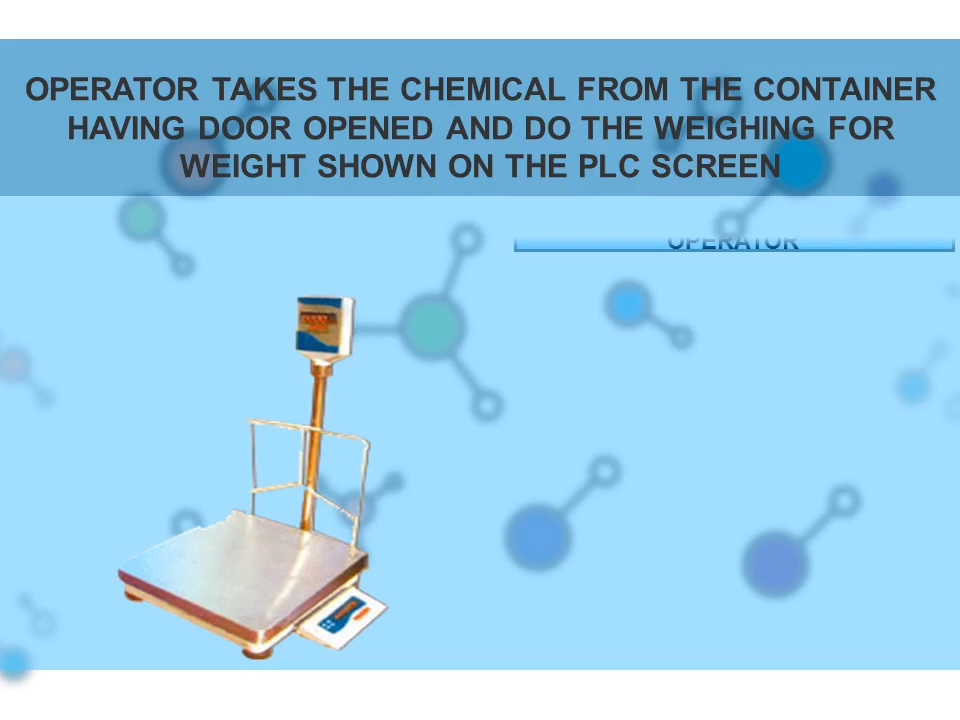 OPERATOR TAKES THE CHEMICAL FROM THE CONTAINER
HAVING DOOR OPENED AND DO THE WEIGHING FOR
WEIGHT SHOWN ON THE PLC SCREEN
OPERATOR